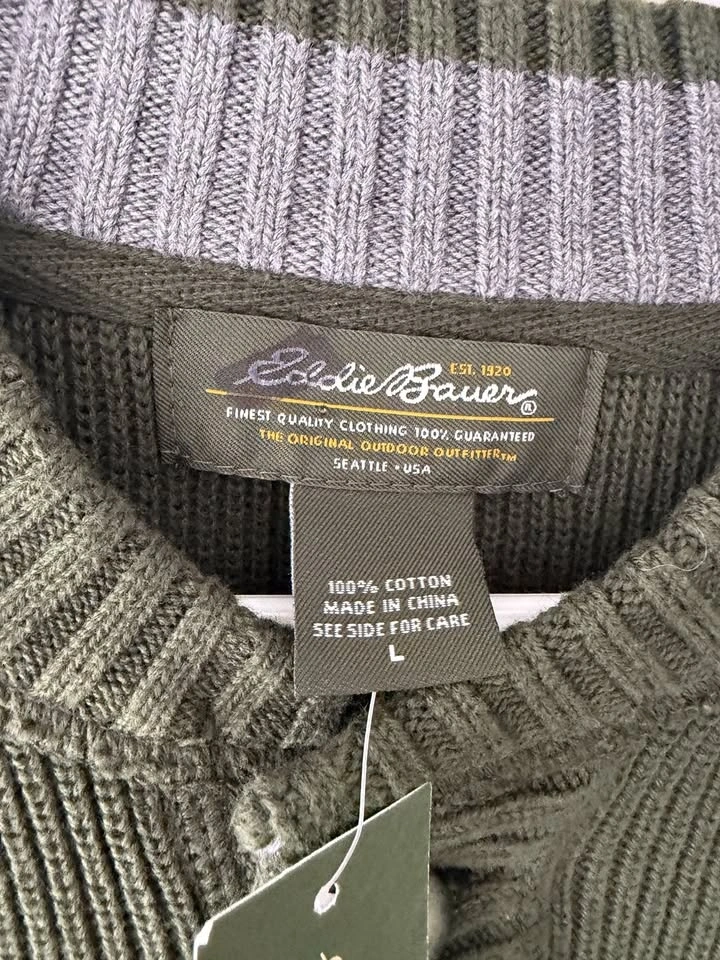 Eddie Bauer®
EST. 1920
FINEST QUALITY CLOTHING 100% GUARANTEED
THE ORIGINAL OUTDOOR OUTFITTER™
SEATTLE • USA
100% COTTON
MADE IN CHINA
SEE SIDE FOR CARE
L